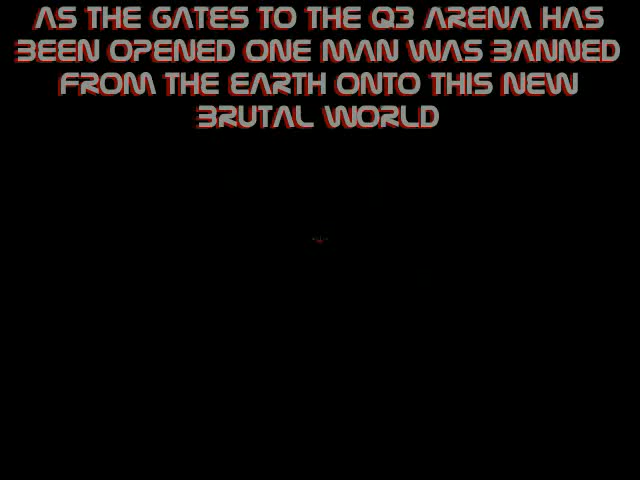 AS THE GATES TO THE Q3 ARENA HAS
BEEN OPENED ONE MAN WAS BANNED
FROM THE EARTH ONTO THIS NEW
BRUTAL WORLD